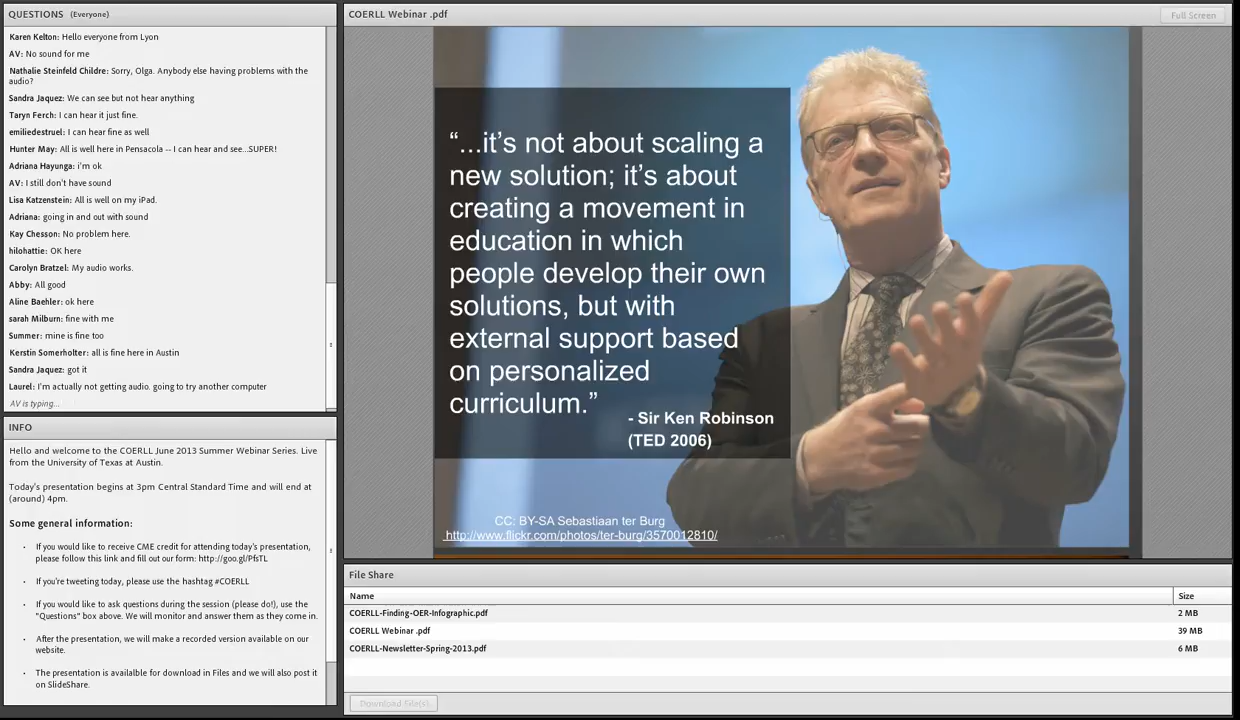 QUESTIONS (Everyone)
Karen Kelton: Hello everyone from Lyon
AV: No sound for me
Nathalie Steinfeld Childre: Sorry, Olga. Anybody else having problems with the
audio?
Sandra Jaquez: We can see but not hear anything
Taryn Ferch: I can hear it just fine.
emiliedestruel: I can hear fine as well
Hunter May: All is well here in Pensacola -- I can hear and see...SUPER!
Adriana Hayunga: i'm ok
AV: I still don't have sound
Lisa Katzenstein: All is well on my iPad.
Adriana: going in and out with sound
Kay Chesson: No problem here.
hilohattie: OK here
Carolyn Bratzel: My audio works.
Abby: All good
Aline Baehler: ok here
sarah Milburn: fine with me
Summer: mine is fine too
Kerstin Somerholter: all is fine here in Austin
Sandra Jaquez: got it
Laurel: I'm actually not getting audio. going to try another computer
AV is typing...
INFO
Hello and welcome to the COERLL June 2013 Summer Webinar Series. Live
from the University of Texas at Austin.
Today's presentation begins at 3pm Central Standard Time and will end at
(around) 4pm.
Some general information:
• If you would like to receive CME credit for attending today's presentation,
please follow this link and fill out our form: http://goo.gl/PfsTL
• If you're tweeting today, please use the hashtag #COERLL
• If you would like to ask questions during the session (please do!), use the
"Questions" box above. We will monitor and answer them as they come in.
• After the presentation, we will make a recorded version available on our
website.
• The presentation is available for download in Files and we will also post it
on SlideShare.
COERLL Webinar .pdf
Full Screen
“...it’s not about scaling a
new solution; it’s about
creating a movement in
education in which
people develop their own
solutions, but with
external support based
on personalized
curriculum.”
- Sir Ken Robinson
(TED 2006)
CC: BY-SA Sebastiaan ter Burg
http://www.flickr.com/photos/ter-burg/3570012810/
File Share
Name Size
COERLL-Finding-OER-Infographic.pdf 2 MB
COERLL Webinar .pdf 39 MB
COERLL-Newsletter-Spring-2013.pdf 6 MB
Download File(s)